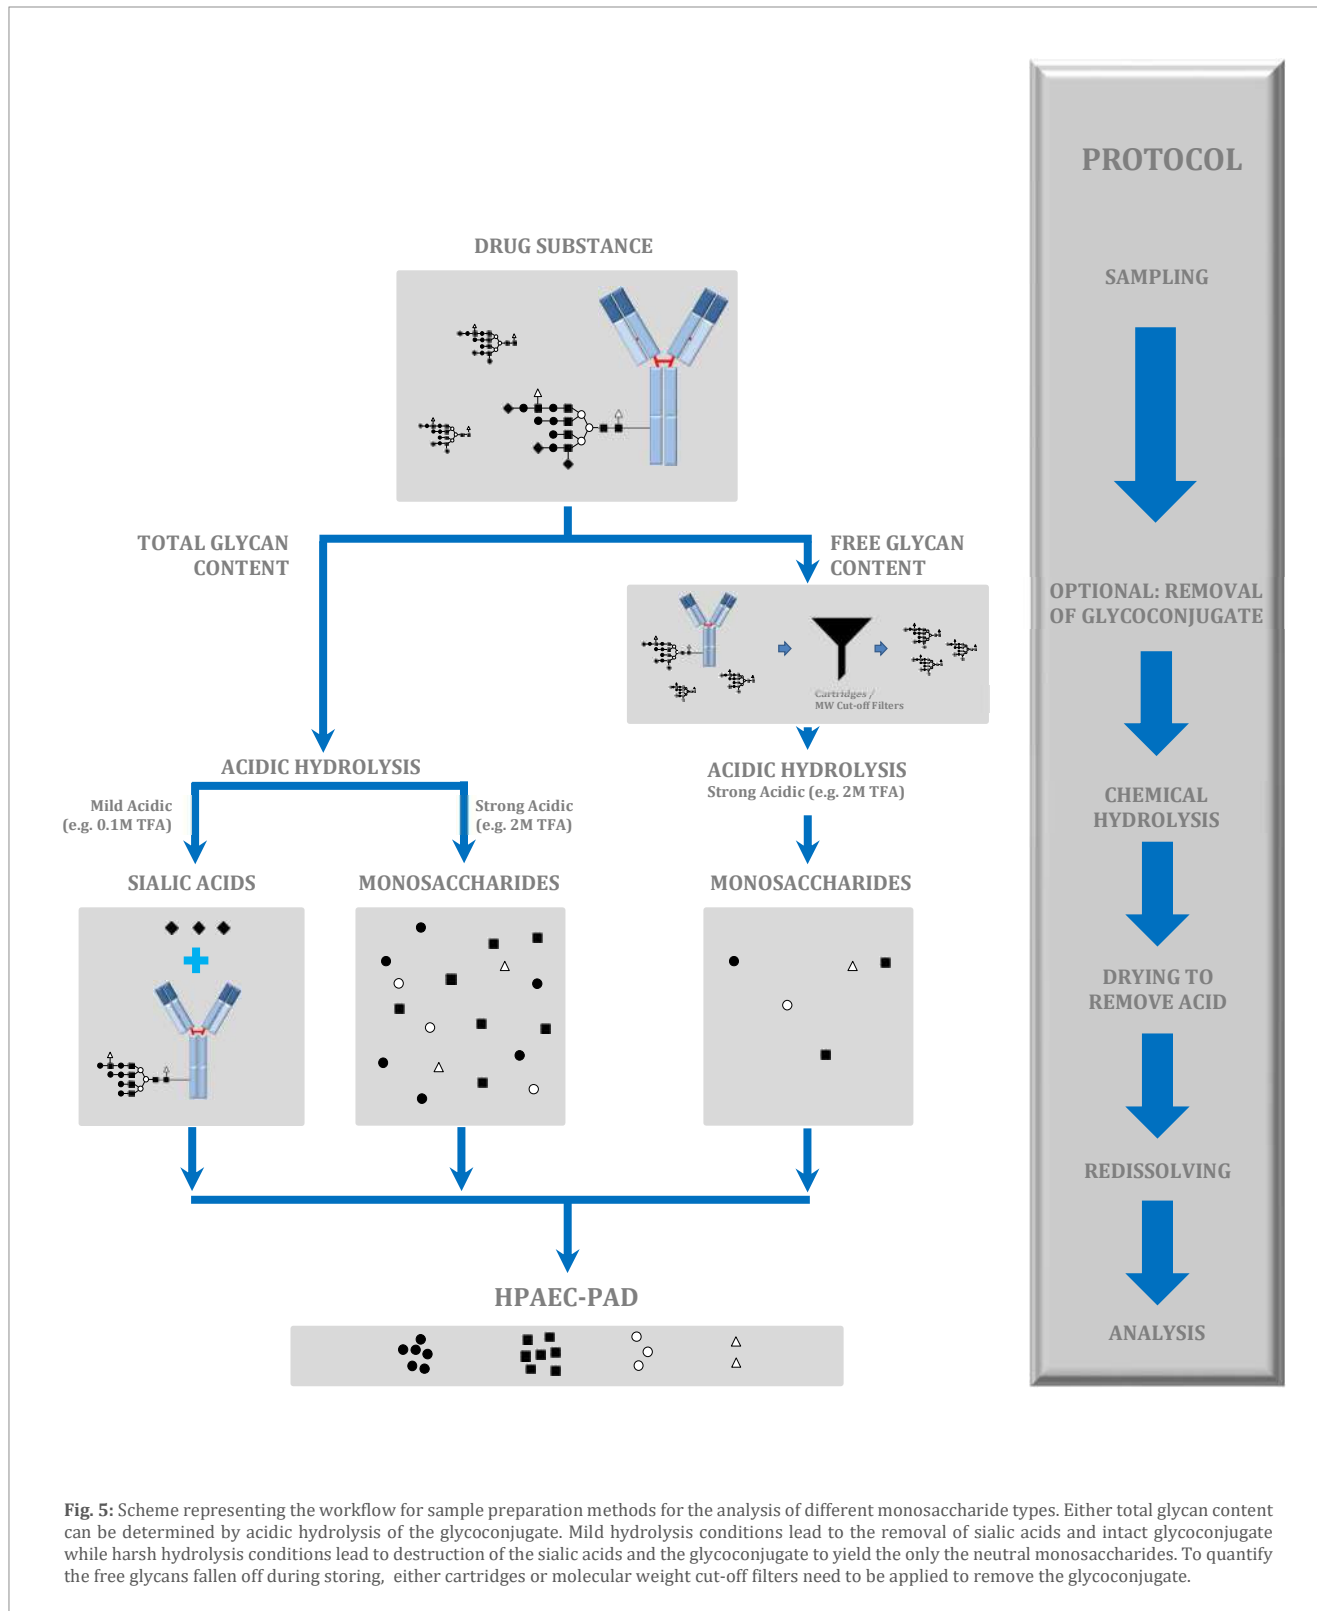 PROTOCOL
DRUG SUBSTANCE
SAMPLING
TOTAL GLYCAN
CONTENT
FREE GLYCAN
CONTENT
OPTIONAL: REMOVAL
OF GLYCOCONJUGATE
Cartridges /
MW Cut-off Filters
ACIDIC HYDROLYSIS
ACIDIC HYDROLYSIS
Strong Acidic (e.g. 2M TFA)
Mild Acidic
(e.g. 0.1M TFA)
Strong Acidic
(e.g. 2M TFA)
CHEMICAL
HYDROLYSIS
SIALIC ACIDS
MONOSACCHARIDES
MONOSACCHARIDES
DRYING TO
REMOVE ACID
REDISSOLVING
HPAEC-PAD
ANALYSIS
Fig. 5: Scheme representing the workflow for sample preparation methods for the analysis of different monosaccharide types. Either total glycan content
can be determined by acidic hydrolysis of the glycoconjugate. Mild hydrolysis conditions lead to the removal of sialic acids and intact glycoconjugate
while harsh hydrolysis conditions lead to destruction of the sialic acids and the glycoconjugate to yield the only the neutral monosaccharides. To quantify
the free glycans fallen off during storing, either cartridges or molecular weight cut-off filters need to be applied to remove the glycoconjugate.